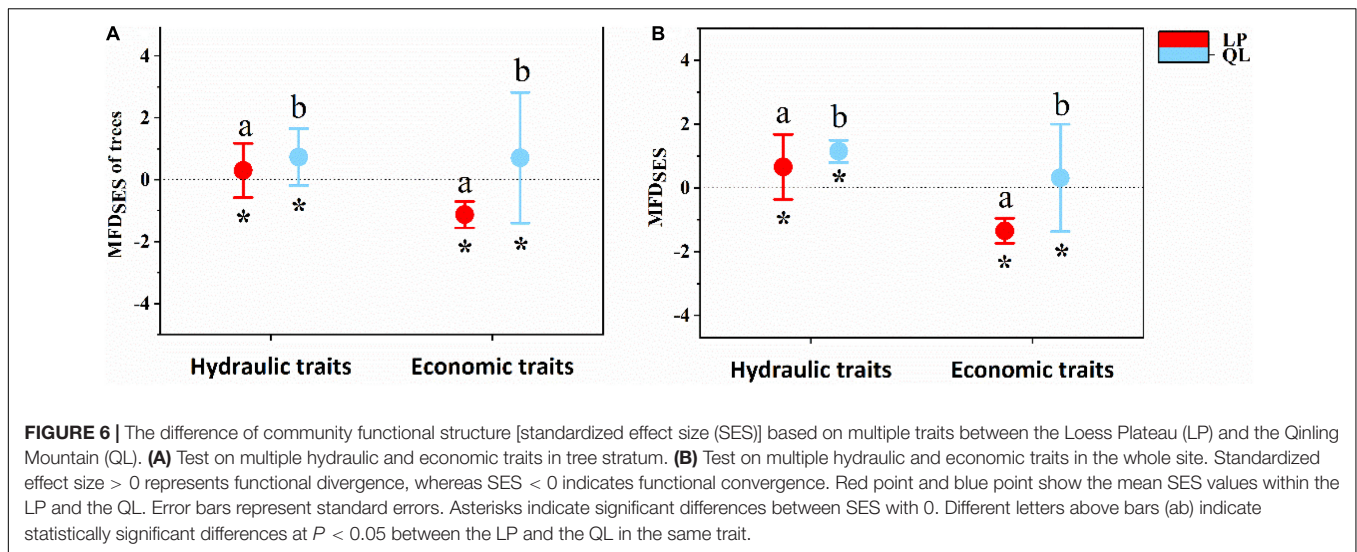 A
B
LP
QL
MFDSES of trees
4
2
0
-2
-4
a
b
a
b
*
*
*
*
Hydraulic traits
Economic traits
MFDSES
4
2
0
-2
-4
a
b
a
b
*
*
*
*
Hydraulic traits
Economic traits
FIGURE 6 | The difference of community functional structure [standardized effect size (SES)] based on multiple traits between the Loess Plateau (LP) and the Qinling
Mountain (QL). (A) Test on multiple hydraulic and economic traits in tree stratum. (B) Test on multiple hydraulic and economic traits in the whole site. Standardized
effect size > 0 represents functional divergence, whereas SES < 0 indicates functional convergence. Red point and blue point show the mean SES values within the
LP and the QL. Error bars represent standard errors. Asterisks indicate significant differences between SES with 0. Different letters above bars (ab) indicate
statistically significant differences at P < 0.05 between the LP and the QL in the same trait.